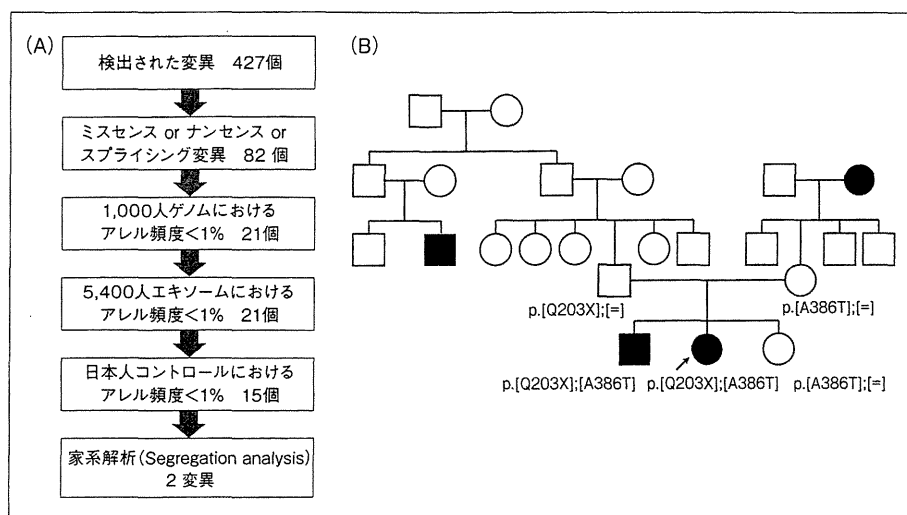 (A)
検出された変異 427個
ミスセンス or ナンセンス or
スプライシング変異 82個
1,000人ゲノムにおける
アレル頻度<1% 21個
5,400人エキソームにおける
アレル頻度<1% 21個
日本人コントロールにおける
アレル頻度<1% 15個
家系解析(Segregation analysis)
2 変異
(B)
p.[Q203X];[=]
p.[A386T];[=]
p.[Q203X];[A386T]
p.[Q203X];[A386T]
p.[A386T];[=]